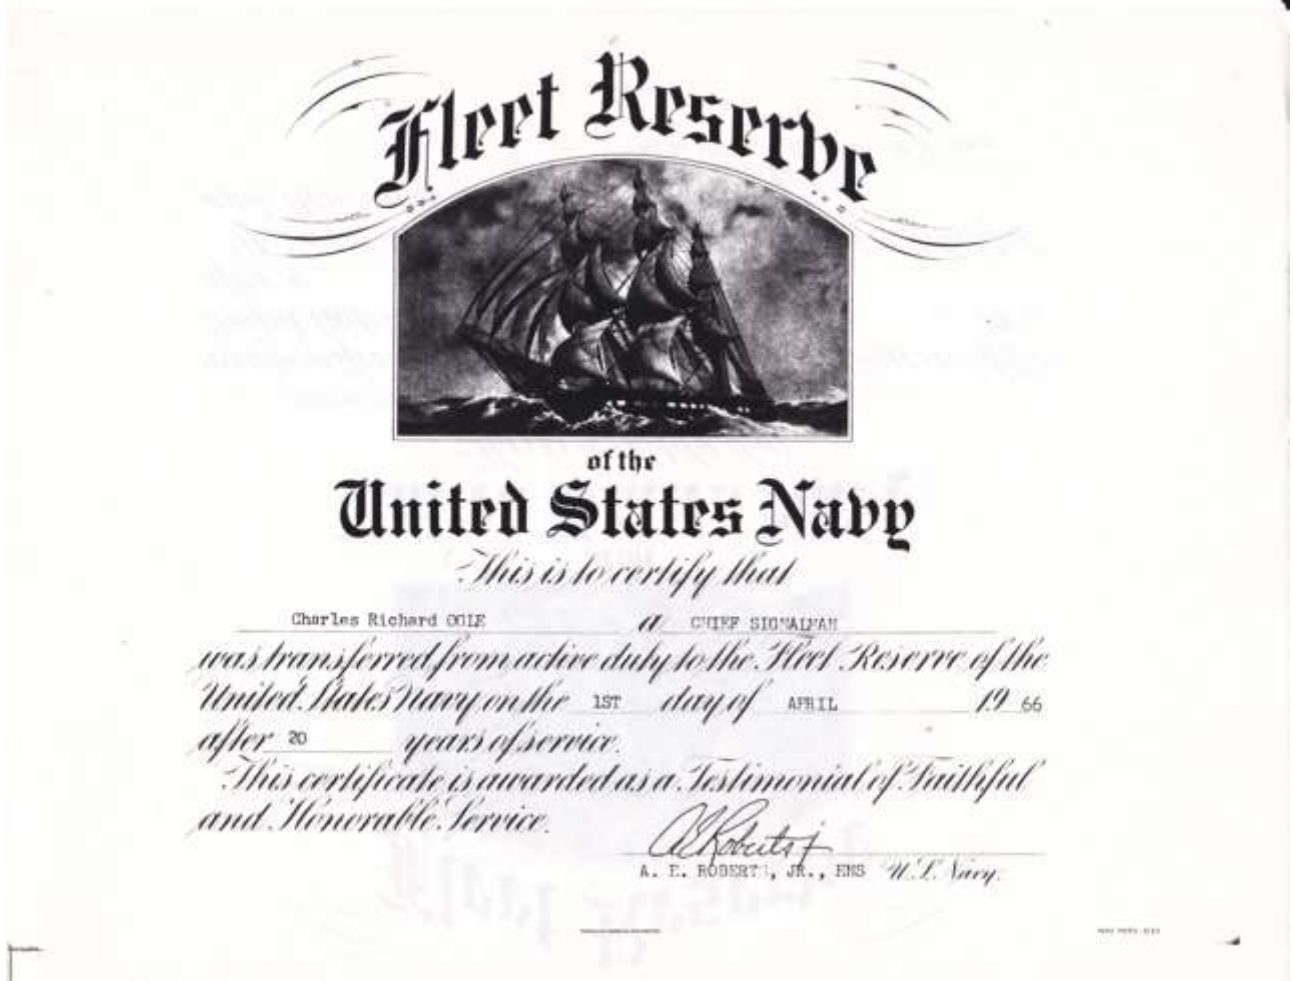 Fleet Reserve
of the
United States Navy
This is to certify that
Charles Richard OGLE a CHIEF SIGNALMAN
was transferred from active duty to the Fleet Reserve of the
United States Navy on the 1ST day of APRIL 19 66
after 20 years of service.
This certificate is awarded as a Testimonial of Faithful
and Honorable Service.
A E Roberts Jr
A. E. ROBERTS, JR., ENS U.S. Navy.